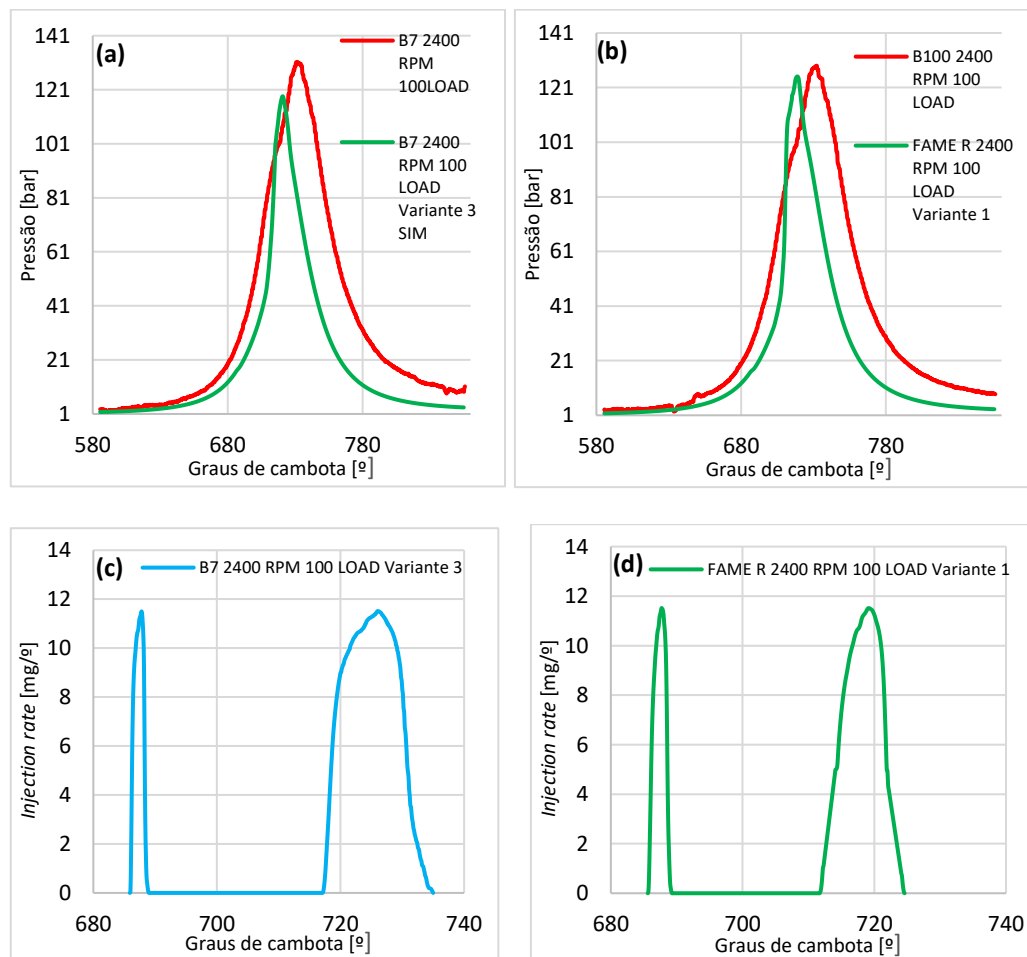 (a)
141
121
101
81
61
41
21
1
Pressão [bar]
580
680
780
Graus de cambota [º]
B7 2400
RPM
100LOAD
B7 2400
RPM 100
LOAD
Variante 3
SIM
(b)
141
121
101
81
61
41
21
1
Pressão [bar]
580
680
780
Graus de cambota [º]
B100 2400
RPM 100
LOAD
FAME R 2400
RPM 100
LOAD
Variante 1
(c)
B7 2400 RPM 100 LOAD Variante 3
14
12
10
8
6
4
2
0
Injection rate [mg/º]
680
700
720
740
Graus de cambota [º]
(d)
FAME R 2400 RPM 100 LOAD Variante 1
14
12
10
8
6
4
2
0
Injection rate [mg/º]
680
700
720
740
Graus de cambota [º]